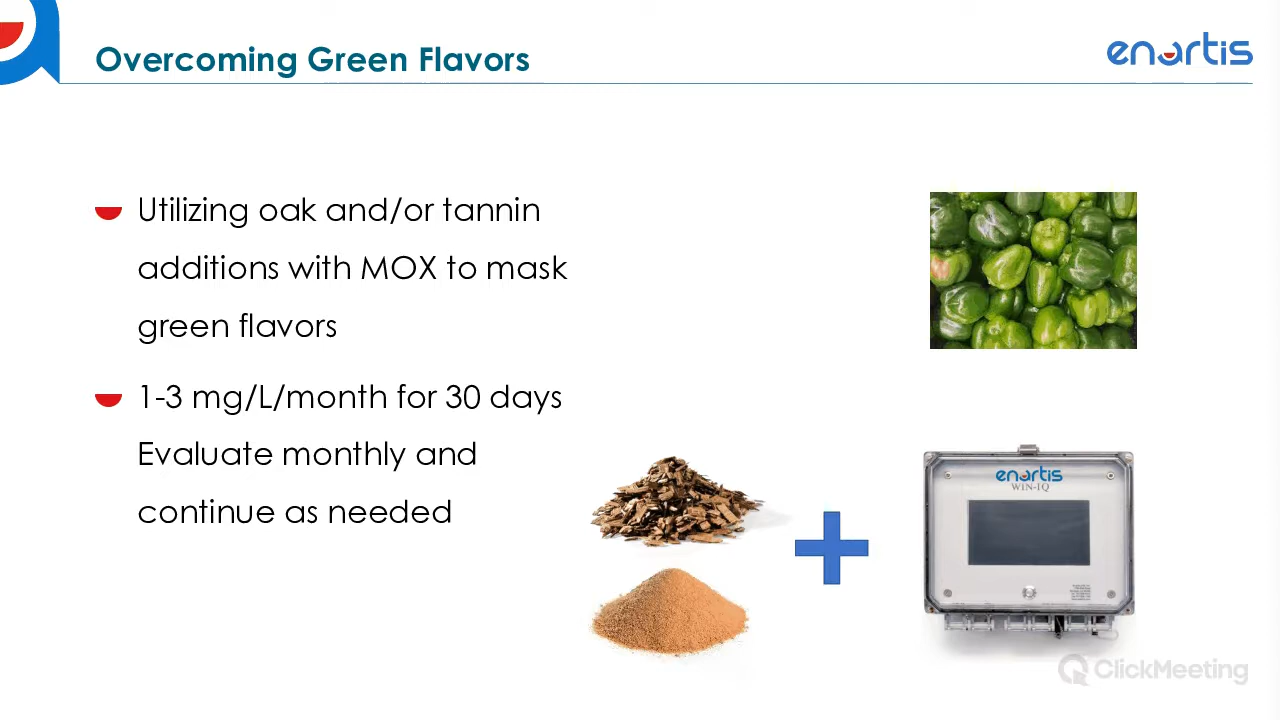 Overcoming Green Flavors
enartis
Utilizing oak and/or tannin
additions with MOX to mask
green flavors
1-3 mg/L/month for 30 days
Evaluate monthly and
continue as needed
enartis
WIN-IQ
ClickMeeting